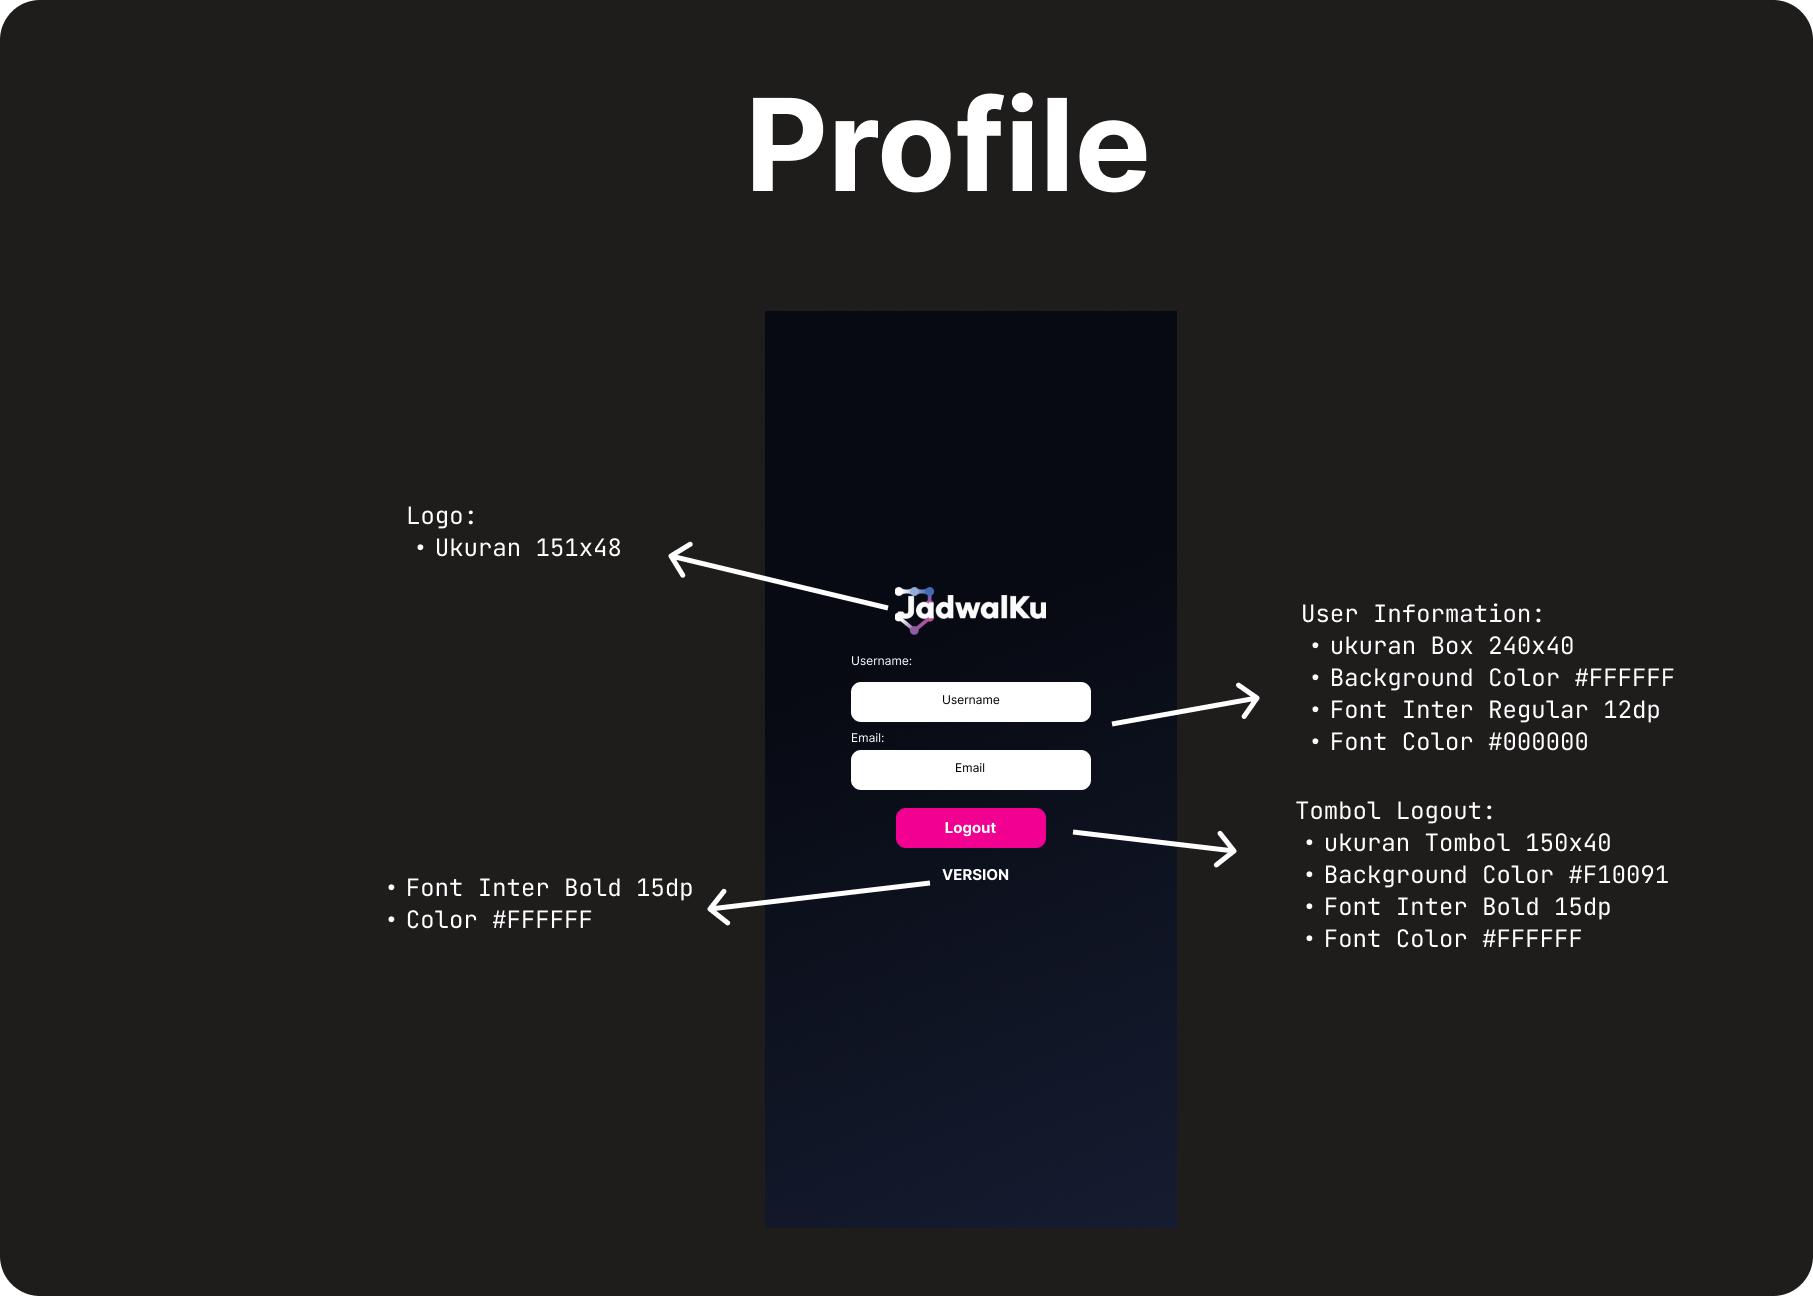 Profile
Logo:
• Ukuran 151x48
JadwalKu
Username:
Username
Email:
Email
Logout
VERSION
• Font Inter Bold 15dp
• Color #FFFFFF
User Information:
• ukuran Box 240x40
• Background Color #FFFFFF
• Font Inter Regular 12dp
• Font Color #000000
Tombol Logout:
• ukuran Tombol 150x40
• Background Color #F10091
• Font Inter Bold 15dp
• Font Color #FFFFFF